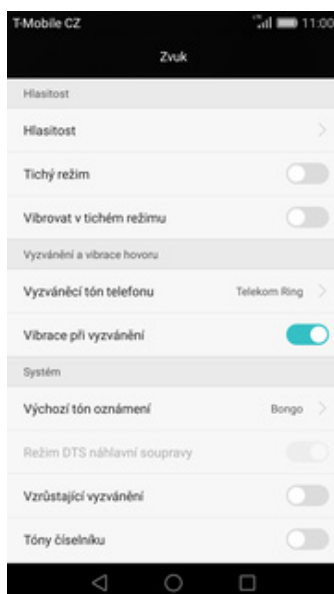 T-Mobile CZ 11:00
Zvuk
Hlasitost
Hlasitost
Tichý režim
Vibrovat v tichém režimu
Vyzvánění a vibrace hovoru
Vyzváněcí tón telefonu Telekom Ring
Vibrace při vyzvánění
Systém
Výchozí tón oznámení Bongo
Režim DTS náhlavní soupravy
Vzrůstající vyzvánění
Tóny číselníku